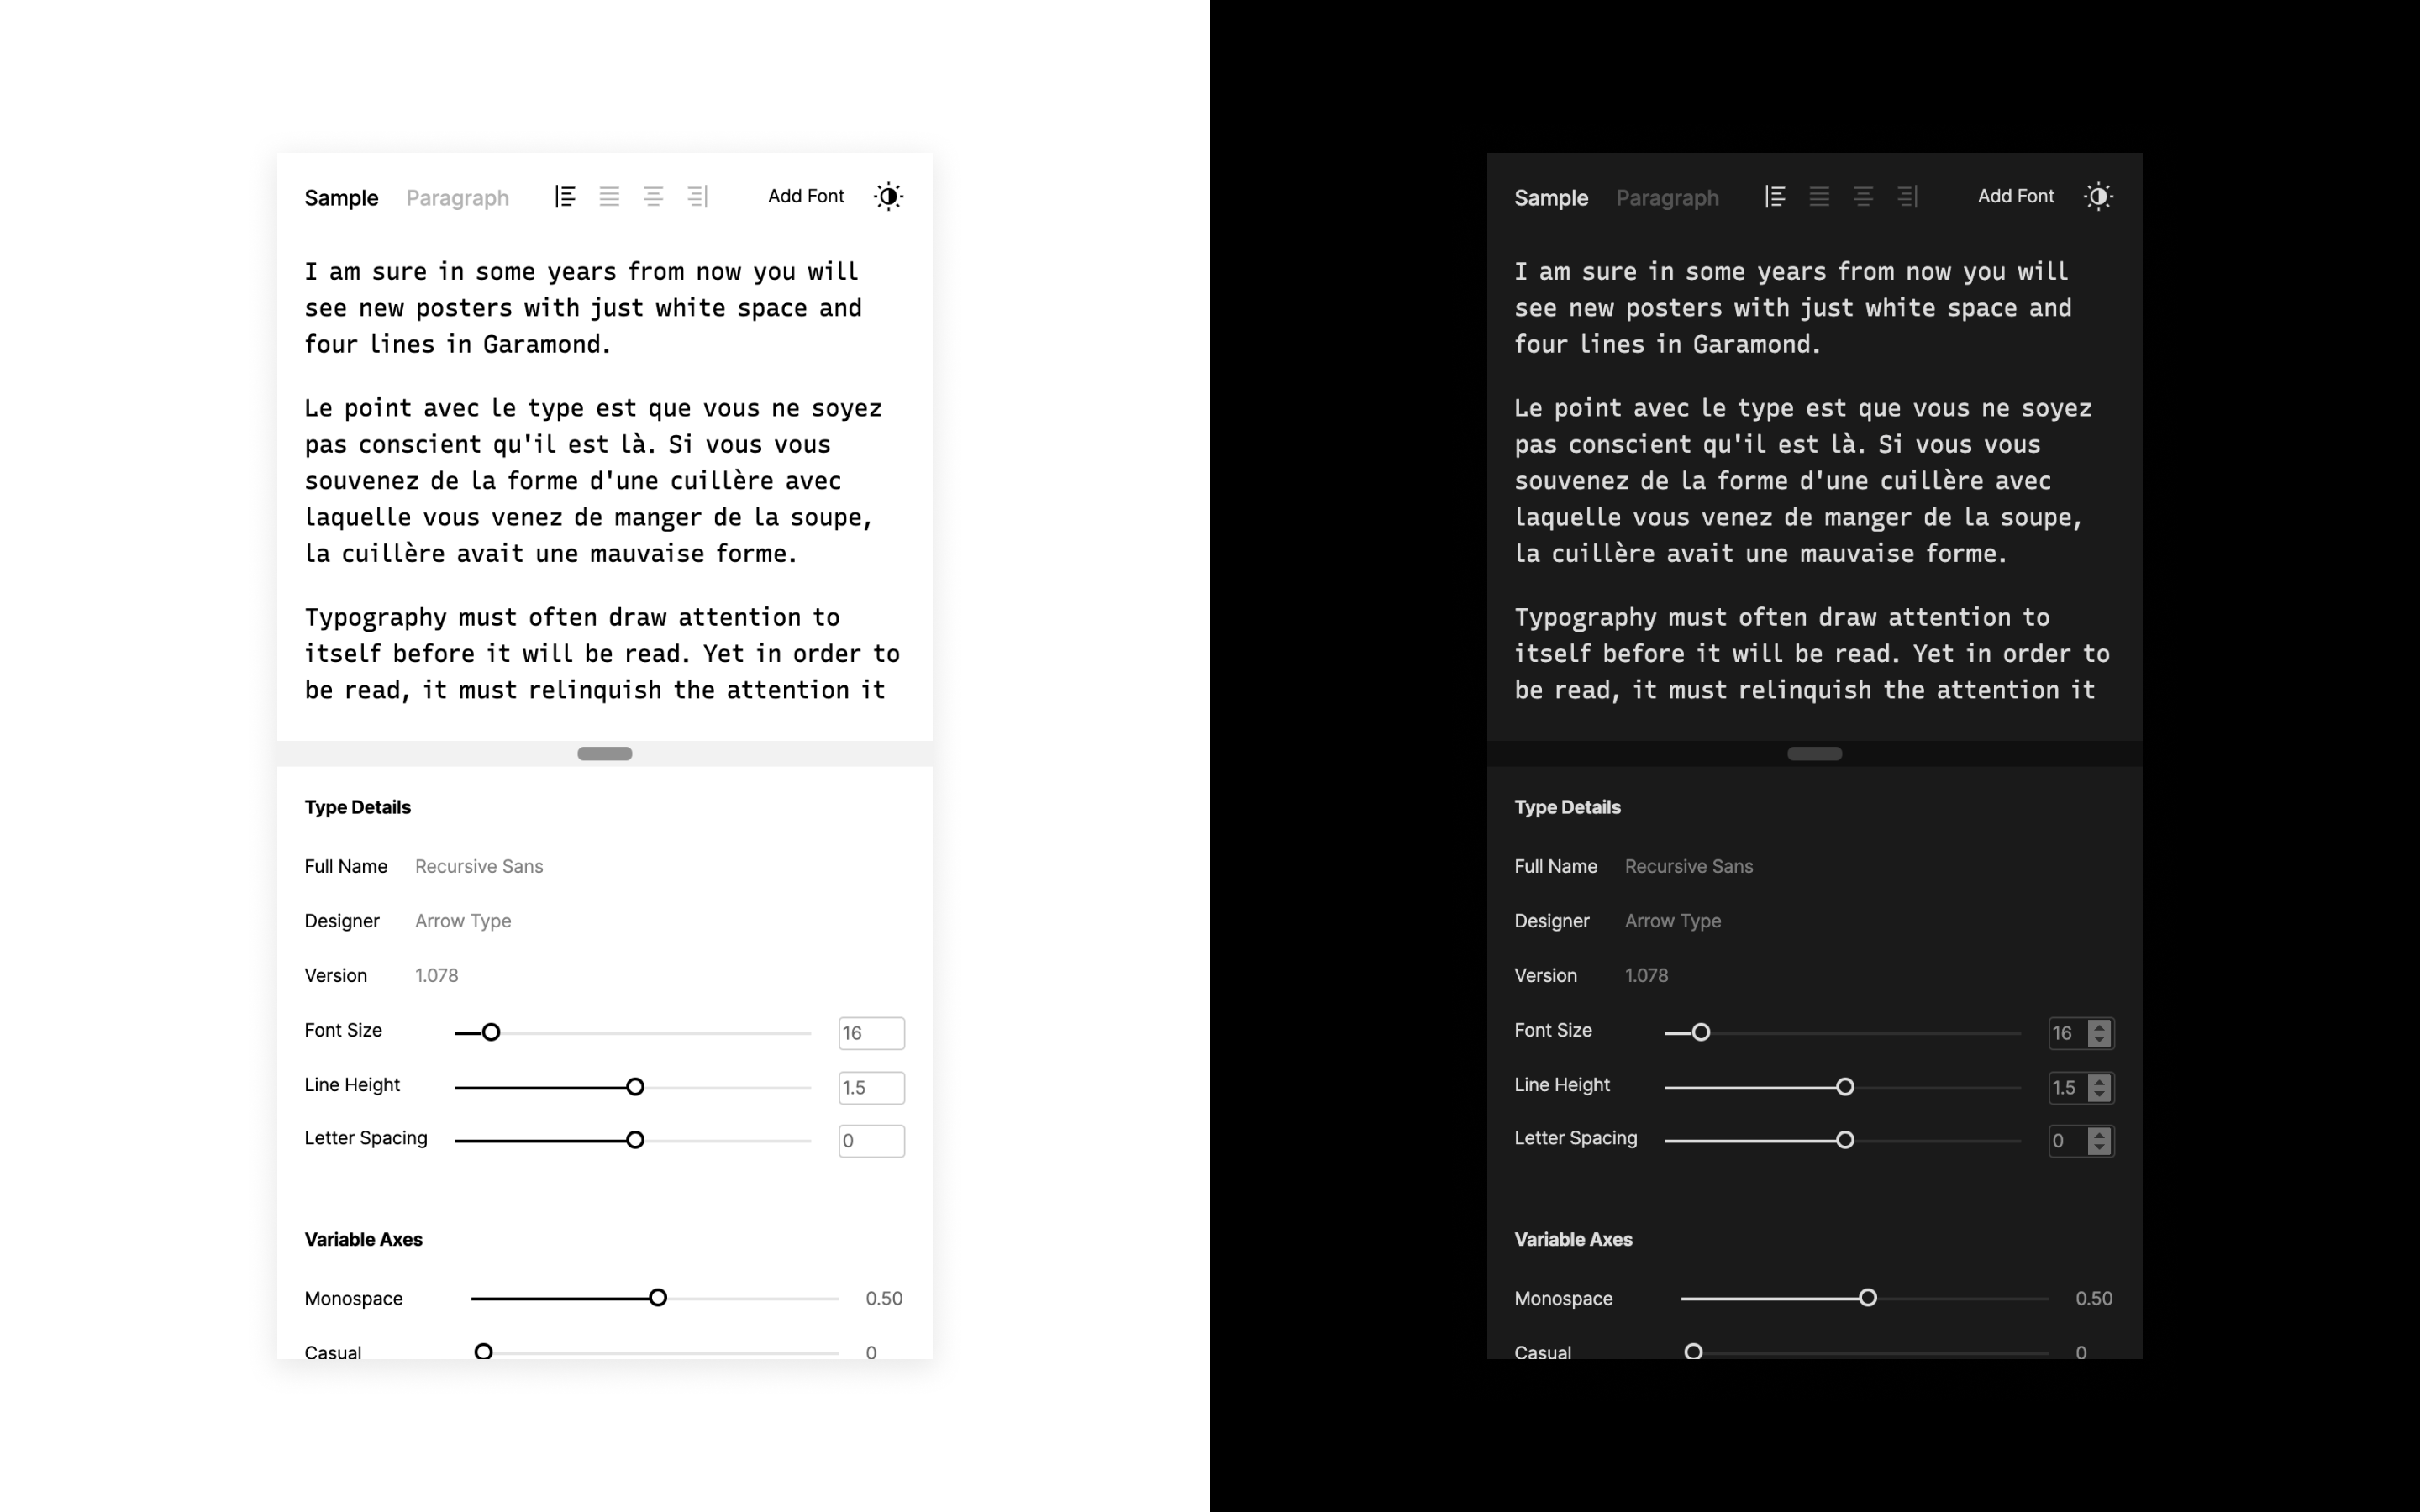 Sample Paragraph Add Font
I am sure in some years from now you will
see new posters with just white space and
four lines in Garamond.
Le point avec le type est que vous ne soyez
pas conscient qu'il est là. Si vous vous
souvenez de la forme d'une cuillère avec
laquelle vous venez de manger de la soupe,
la cuillère avait une mauvaise forme.
Typography must often draw attention to
itself before it will be read. Yet in order to
be read, it must relinquish the attention it
Type Details
Full Name Recursive Sans
Designer Arrow Type
Version 1.078
Font Size 16
Line Height 1.5
Letter Spacing 0
Variable Axes
Monospace 0.50
Casual 0
Sample Paragraph Add Font
I am sure in some years from now you will
see new posters with just white space and
four lines in Garamond.
Le point avec le type est que vous ne soyez
pas conscient qu'il est là. Si vous vous
souvenez de la forme d'une cuillère avec
laquelle vous venez de manger de la soupe,
la cuillère avait une mauvaise forme.
Typography must often draw attention to
itself before it will be read. Yet in order to
be read, it must relinquish the attention it
Type Details
Full Name Recursive Sans
Designer Arrow Type
Version 1.078
Font Size 16
Line Height 1.5
Letter Spacing 0
Variable Axes
Monospace 0.50
Casual 0